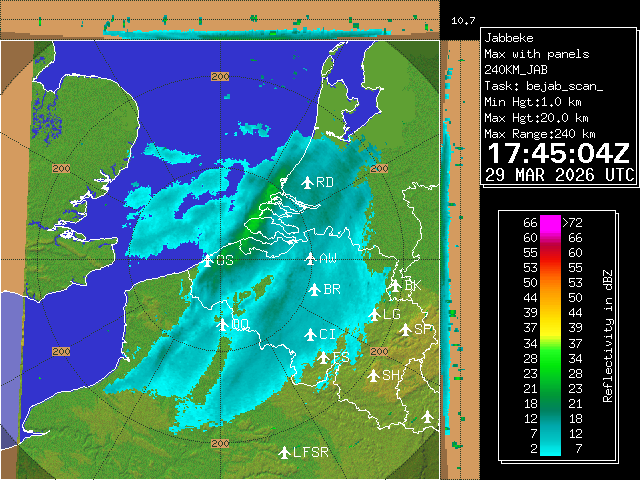 10.7
Jabbeke
Max with panels
240KM_JAB
Task: bejab_scan_
Min Hgt:1.0 km
Max Hgt:20.0 km
Max Range:240 km
17:45:04Z
29 MAR 2026 UTC
200
200
200
RD
OS
AW
BR
BK
QQ
LG
CI
SP
FS
200
200
SH
200
LFSR
66 >72
60 66
55 60
53 55
50 53
44 50
39 44
37 39
34 37
28 34
23 28
21 23
18 21
12 18
7 12
2 7
Reflectivity in dBZ